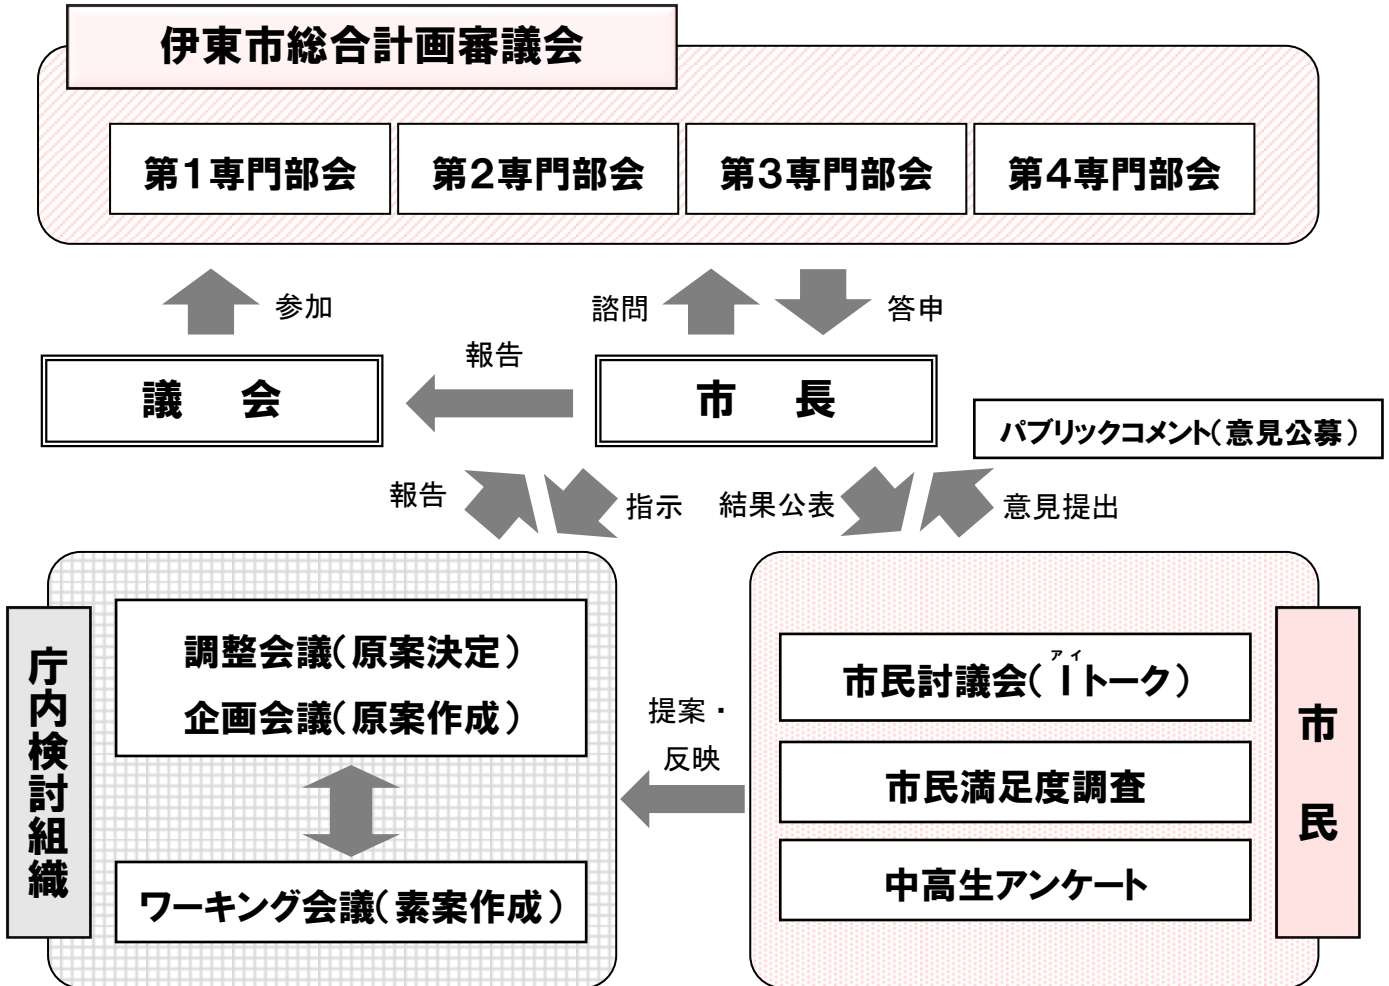 伊東市総合計画審議会
第1専門部会
第2専門部会
第3専門部会
第4専門部会
参加
諮問
答申
報告
議　会
市　長
パブリックコメント(意見公募)
報告
指示
結果公表
意見提出
庁内検討組織
調整会議(原案決定)
企画会議(原案作成)
ワーキング会議(素案作成)
提案・
反映
アイ
市民討議会(Iトーク)
市民満足度調査
中高生アンケート
市民